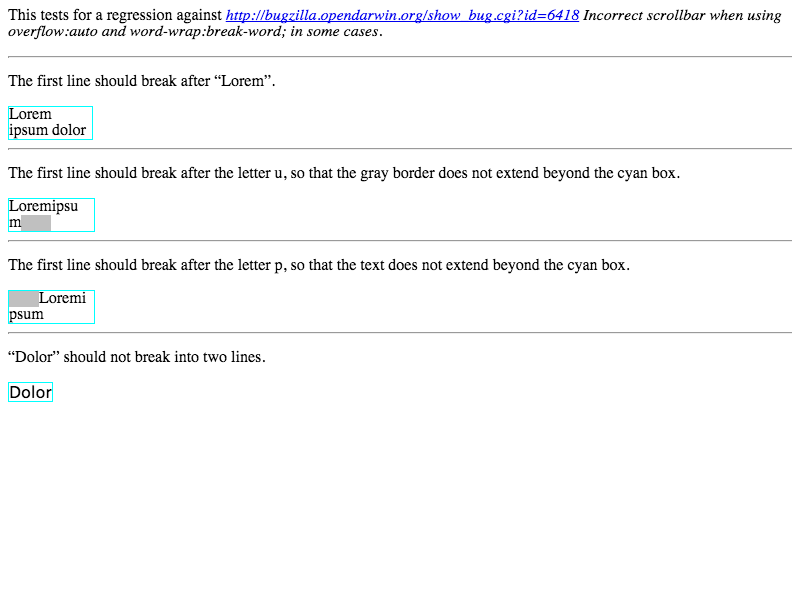 This tests for a regression against http://bugzilla.opendarwin.org/show_bug.cgi?id=6418 Incorrect scrollbar when using
overflow:auto and word-wrap:break-word; in some cases.
The first line should break after “Lorem”.
Lorem
ipsum dolor
The first line should break after the letter u, so that the gray border does not extend beyond the cyan box.
Loremipsu
m
The first line should break after the letter p, so that the text does not extend beyond the cyan box.
Loremi
psum
“Dolor” should not break into two lines.
Dolor